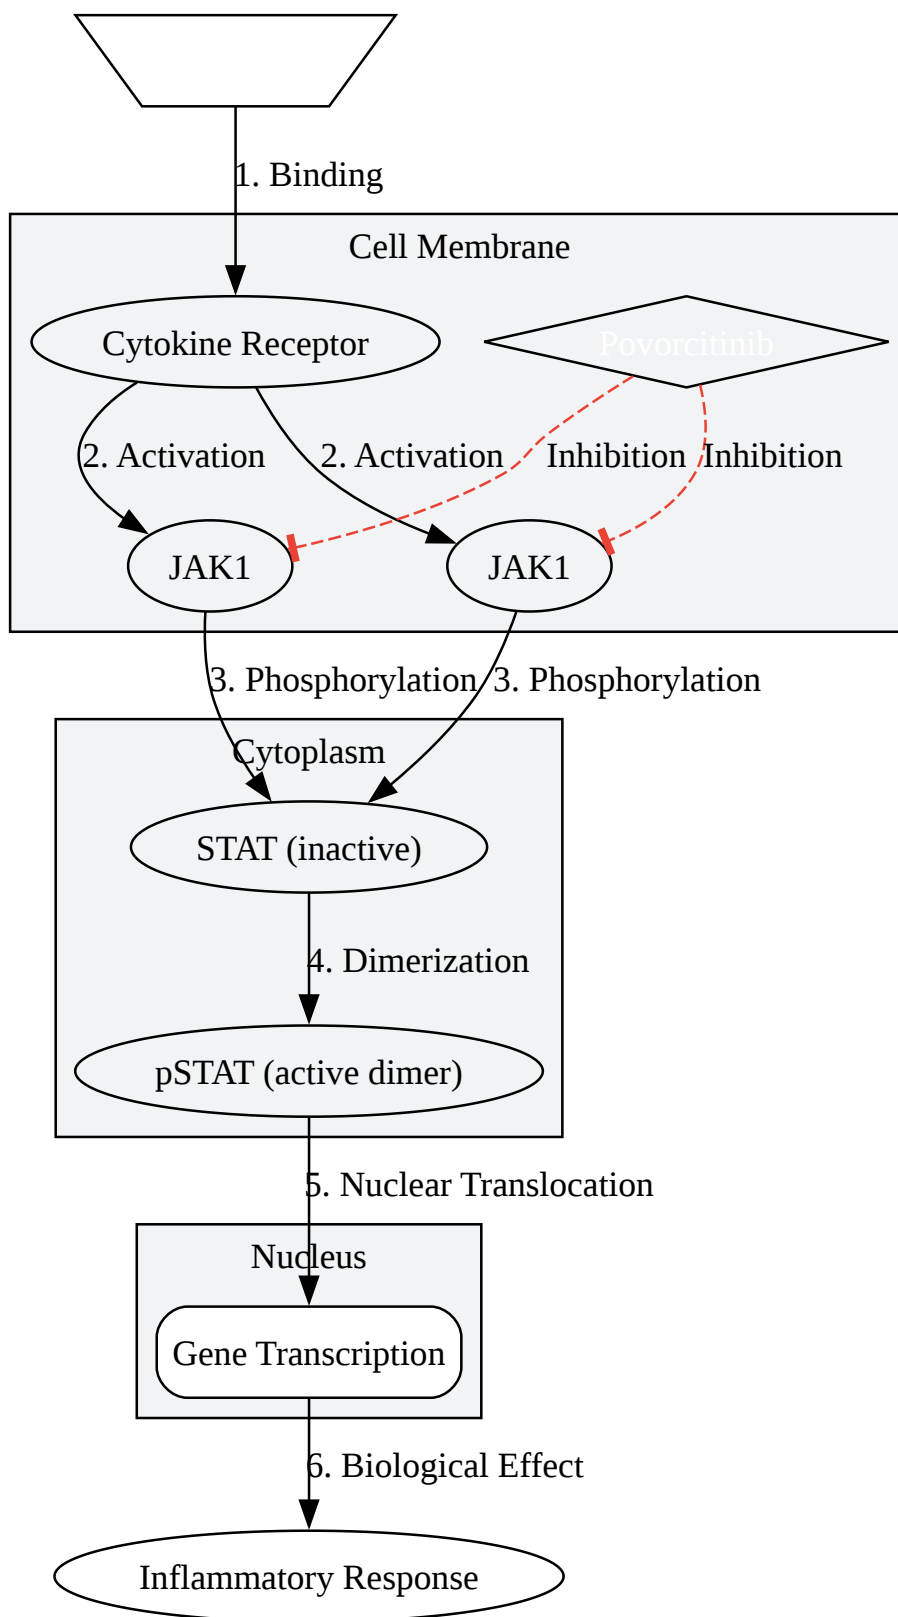 1. Binding
Cell Membrane
Cytokine Receptor
Povorcitinib
2. Activation
2. Activation
Inhibition
Inhibition
JAK1
JAK1
3. Phosphorylation
3. Phosphorylation
Cytoplasm
STAT (inactive)
4. Dimerization
pSTAT (active dimer)
5. Nuclear Translocation
Nucleus
Gene Transcription
6. Biological Effect
Inflammatory Response